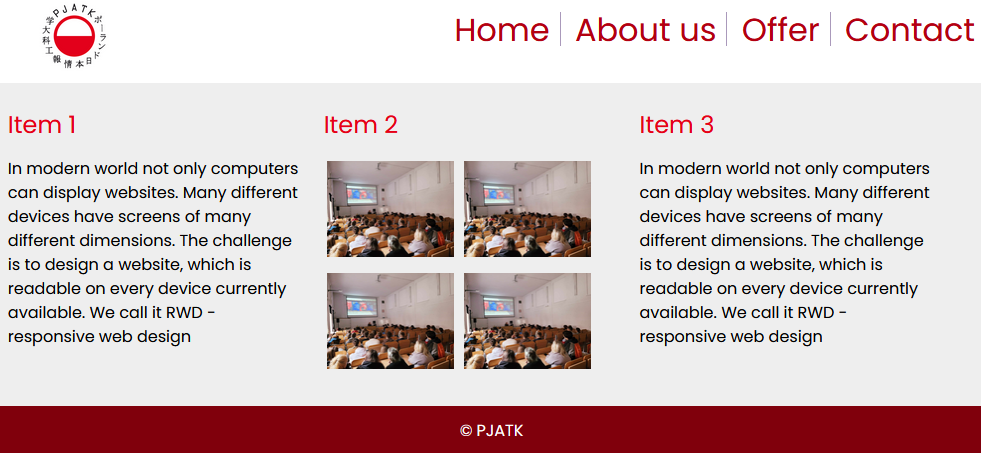 PJATK
ポーランド日本情報工科大学
Home
About us
Offer
Contact
Item 1
In modern world not only computers
can display websites. Many different
devices have screens of many
different dimensions. The challenge
is to design a website, which is
readable on every device currently
available. We call it RWD -
responsive web design
Item 2
Item 3
In modern world not only computers
can display websites. Many different
devices have screens of many
different dimensions. The challenge
is to design a website, which is
readable on every device currently
available. We call it RWD -
responsive web design
© PJATK